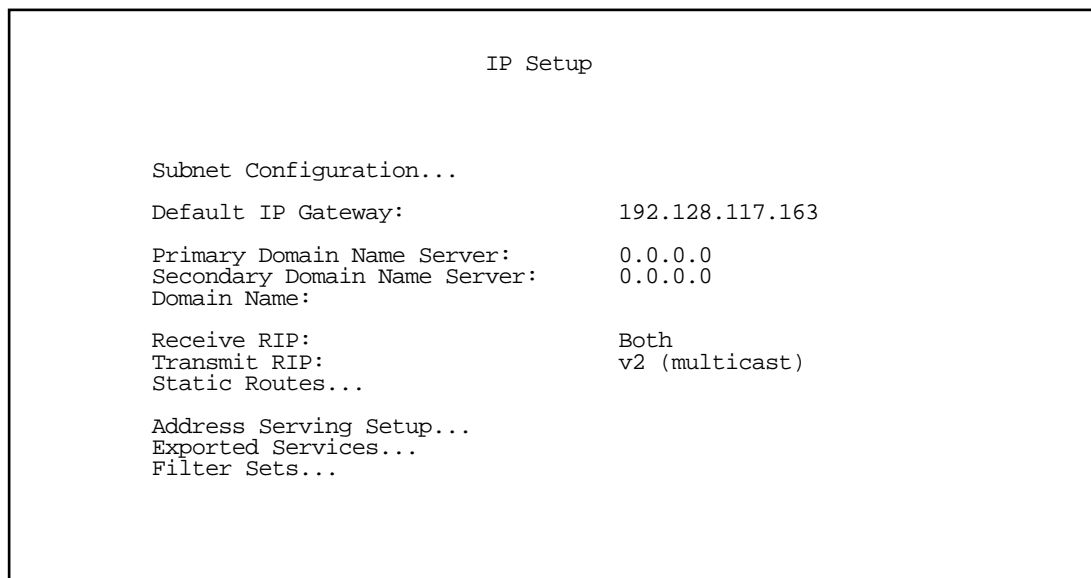 IP Setup
Subnet Configuration...
Default IP Gateway: 192.128.117.163
Primary Domain Name Server: 0.0.0.0
Secondary Domain Name Server: 0.0.0.0
Domain Name:
Receive RIP: Both
Transmit RIP: v2 (multicast)
Static Routes...
Address Serving Setup...
Exported Services...
Filter Sets...